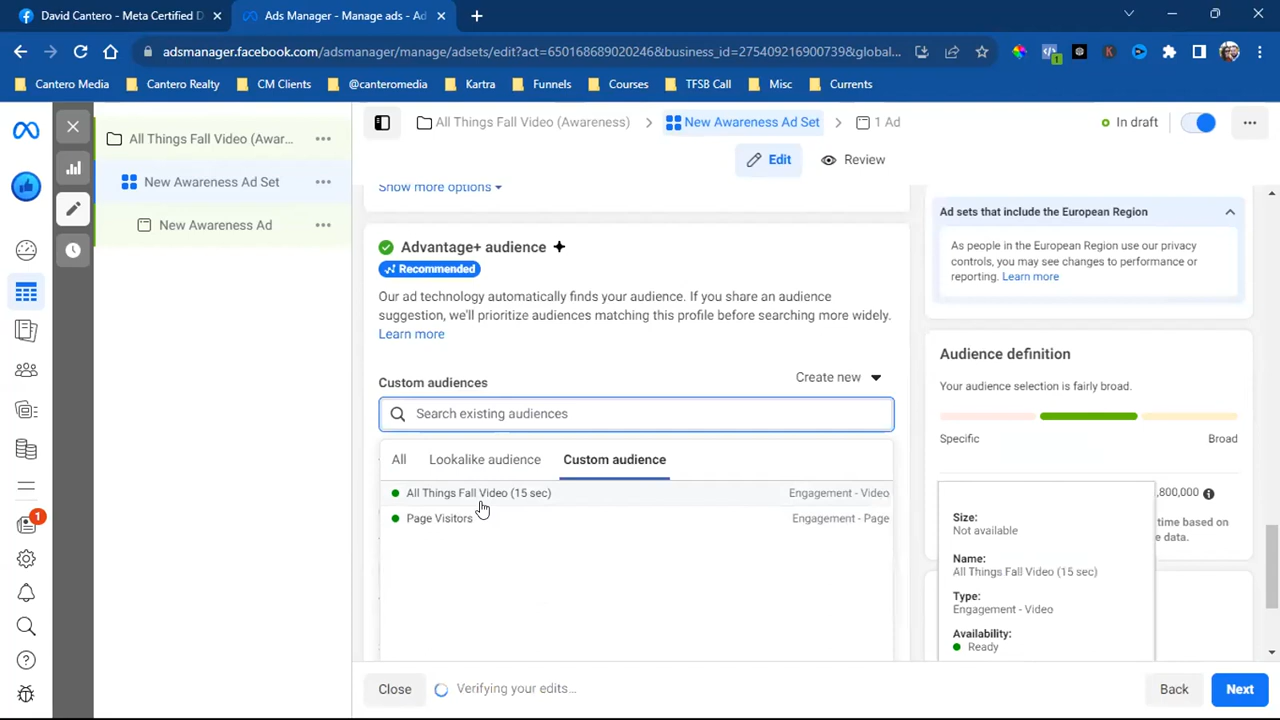 David Cantero - Meta Certified D
Ads Manager - Manage ads - Ad
adsmanager.facebook.com/adsmanager/manage/adsets/edit?act=650168689020246&business_id=2754092169007739&global...
Cantero Media
Cantero Realty
CM Clients
@canteromedia
Kartra
Funnels
Courses
TFSB Call
Misc
Currents
All Things Fall Video (Awar...
New Awareness Ad Set
New Awareness Ad
1
All Things Fall Video (Awareness)
New Awareness Ad Set
1 Ad
In draft
Edit
Review
Show more options
Advantage+ audience
Recommended
Our ad technology automatically finds your audience. If you share an audience
suggestion, we'll prioritize audiences matching this profile before searching more widely.
Learn more
Custom audiences
Create new
Search existing audiences
All
Lookalike audience
Custom audience
All Things Fall Video (15 sec)
Engagement - Video
Page Visitors
Engagement - Page
Ad sets that include the European Region
As people in the European Region use our privacy
controls, you may see changes to performance or
reporting. Learn more
Audience definition
Your audience selection is fairly broad.
Specific
Broad
,800,000
time based on
e data.
Size:
Not available
Name:
All Things Fall Video (15 sec)
Type:
Engagement - Video
Availability:
Ready
Close
Verifying your edits...
Back
Next